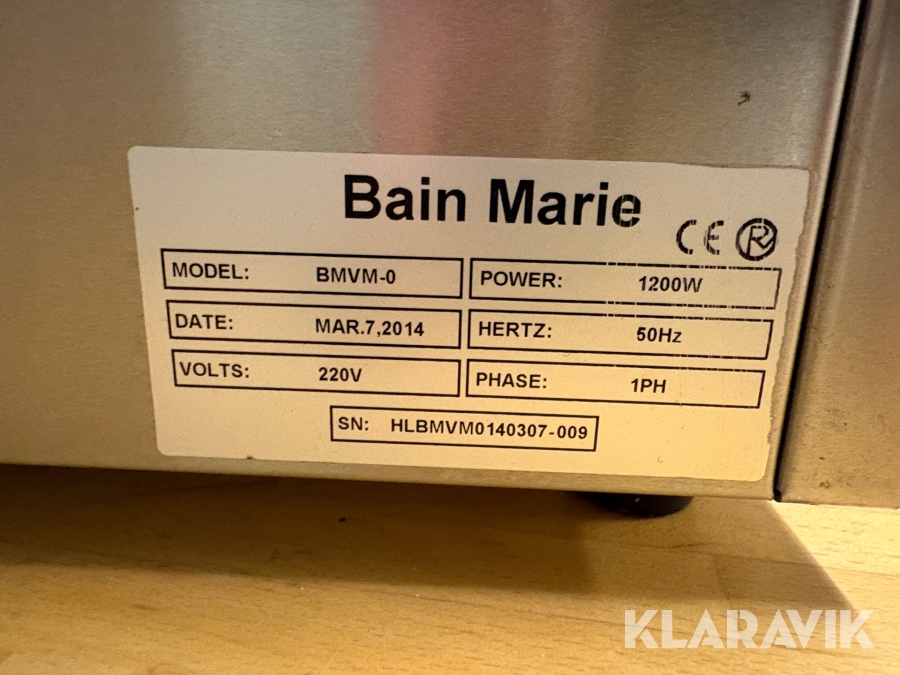 Bain Marie
CE R
MODEL: BMVM-0
POWER: 1200W
DATE: MAR.7,2014
HERTZ: 50Hz
VOLTS: 220V
PHASE: 1PH
SN: HLBMVM0140307-009
KLARAVIK